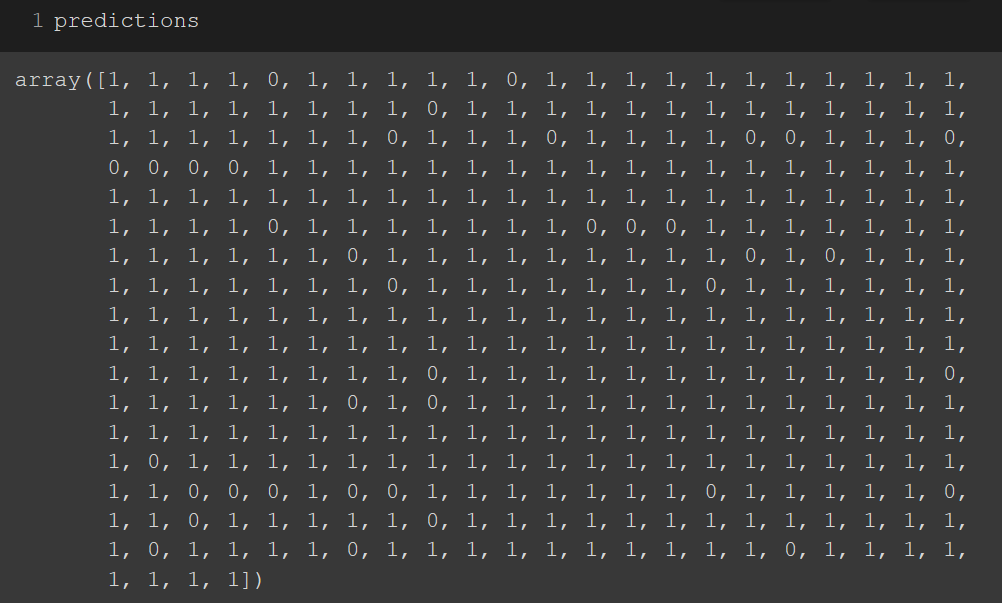 1 predictions
array([1, 1, 1, 1, 0, 1, 1, 1, 1, 1, 0, 1, 1, 1, 1, 1, 1, 1, 1, 1, 1, 1,
1, 1, 1, 1, 1, 1, 1, 1, 0, 1, 1, 1, 1, 1, 1, 1, 1, 1, 1, 1, 1, 1,
1, 1, 1, 1, 1, 1, 1, 0, 1, 1, 1, 0, 1, 1, 1, 1, 0, 0, 1, 1, 1, 0,
0, 0, 0, 0, 1, 1, 1, 1, 1, 1, 1, 1, 1, 1, 1, 1, 1, 1, 1, 1, 1, 1,
1, 1, 1, 1, 1, 1, 1, 1, 1, 1, 1, 1, 1, 1, 1, 1, 1, 1, 1, 1, 1, 1,
1, 1, 1, 1, 0, 1, 1, 1, 1, 1, 1, 1, 0, 0, 0, 1, 1, 1, 1, 1, 1, 1,
1, 1, 1, 1, 1, 1, 0, 1, 1, 1, 1, 1, 1, 1, 1, 1, 0, 1, 0, 1, 1, 1,
1, 1, 1, 1, 1, 1, 1, 0, 1, 1, 1, 1, 1, 1, 1, 0, 1, 1, 1, 1, 1, 1,
1, 1, 1, 1, 1, 1, 1, 1, 1, 1, 1, 1, 1, 1, 1, 1, 1, 1, 1, 1, 1, 1,
1, 1, 1, 1, 1, 1, 1, 1, 1, 1, 1, 1, 1, 1, 1, 1, 1, 1, 1, 1, 1, 1,
1, 1, 1, 1, 1, 1, 1, 1, 0, 1, 1, 1, 1, 1, 1, 1, 1, 1, 1, 1, 1, 0,
1, 1, 1, 1, 1, 1, 0, 1, 0, 1, 1, 1, 1, 1, 1, 1, 1, 1, 1, 1, 1, 1,
1, 1, 1, 1, 1, 1, 1, 1, 1, 1, 1, 1, 1, 1, 1, 1, 1, 1, 1, 1, 1, 1,
1, 0, 1, 1, 1, 1, 1, 1, 1, 1, 1, 1, 1, 1, 1, 1, 1, 1, 1, 1, 1, 1,
1, 1, 0, 0, 0, 1, 0, 0, 1, 1, 1, 1, 1, 1, 1, 0, 1, 1, 1, 1, 1, 0,
1, 1, 0, 1, 1, 1, 1, 1, 0, 1, 1, 1, 1, 1, 1, 1, 1, 1, 1, 1, 1, 1,
1, 0, 1, 1, 1, 1, 0, 1, 1, 1, 1, 1, 1, 1, 1, 1, 1, 0, 1, 1, 1, 1,
1, 1, 1, 1])